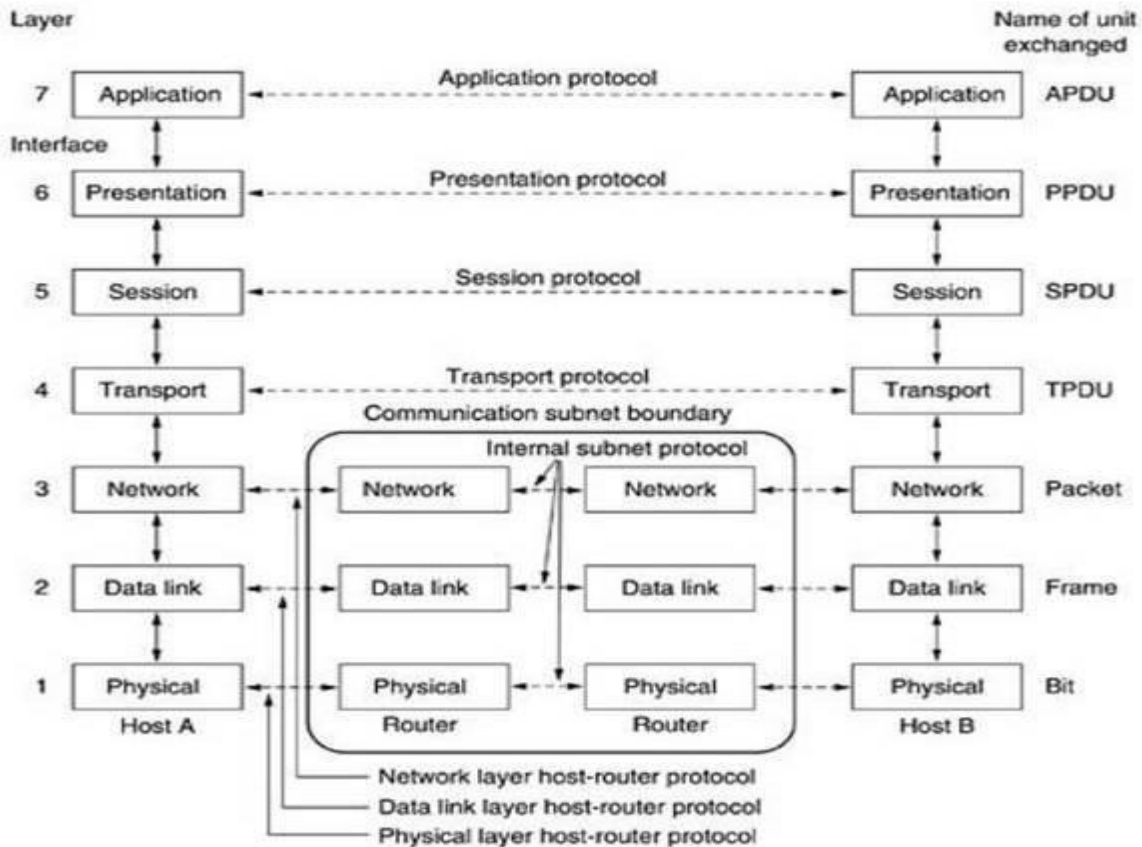 Layer
Name of unit
exchanged
Application protocol
7 Application Application APDU
Interface
Presentation protocol
6 Presentation Presentation PPDU
Session protocol
5 Session Session SPDU
Transport protocol
4 Transport Transport TPDU
Communication subnet boundary
Internal subnet protocol
3 Network Network Network Network Packet
2 Data link Data link Data link Data link Frame
1 Physical Physical Physical Physical Bit
Host A Router Router Host B
Network layer host-router protocol
Data link layer host-router protocol
Physical layer host-router protocol